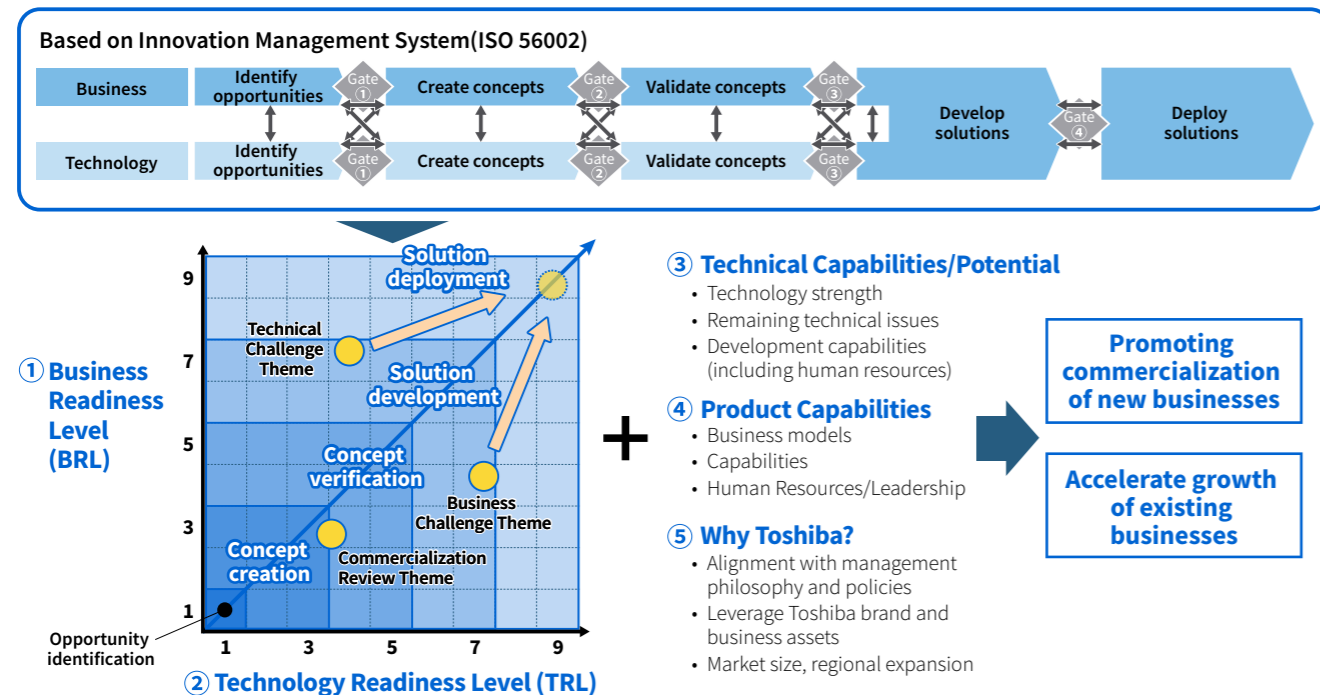 Based on Innovation Management System(ISO 56002)
Business
Identify
opportunities
Gate
①
Create concepts
Gate
②
Validate concepts
Gate
③
Technology
Identify
opportunities
Gate
①
Create concepts
Gate
②
Validate concepts
Gate
③
Develop
solutions
Gate
④
Deploy
solutions
① Business
Readiness
Level
(BRL)
9
7
5
3
1
Solution
deployment
Technical
Challenge
Theme
Solution
development
Concept
verification
Business
Challenge Theme
Concept
creation
Commercialization
Review Theme
Opportunity
identification
1 3 5 7 9
② Technology Readiness Level (TRL)
+
③ Technical Capabilities/Potential
• Technology strength
• Remaining technical issues
• Development capabilities
(including human resources)
④ Product Capabilities
• Business models
• Capabilities
• Human Resources/Leadership
⑤ Why Toshiba?
• Alignment with management
philosophy and policies
• Leverage Toshiba brand and
business assets
• Market size, regional expansion
Promoting
commercialization
of new businesses
Accelerate growth
of existing
businesses